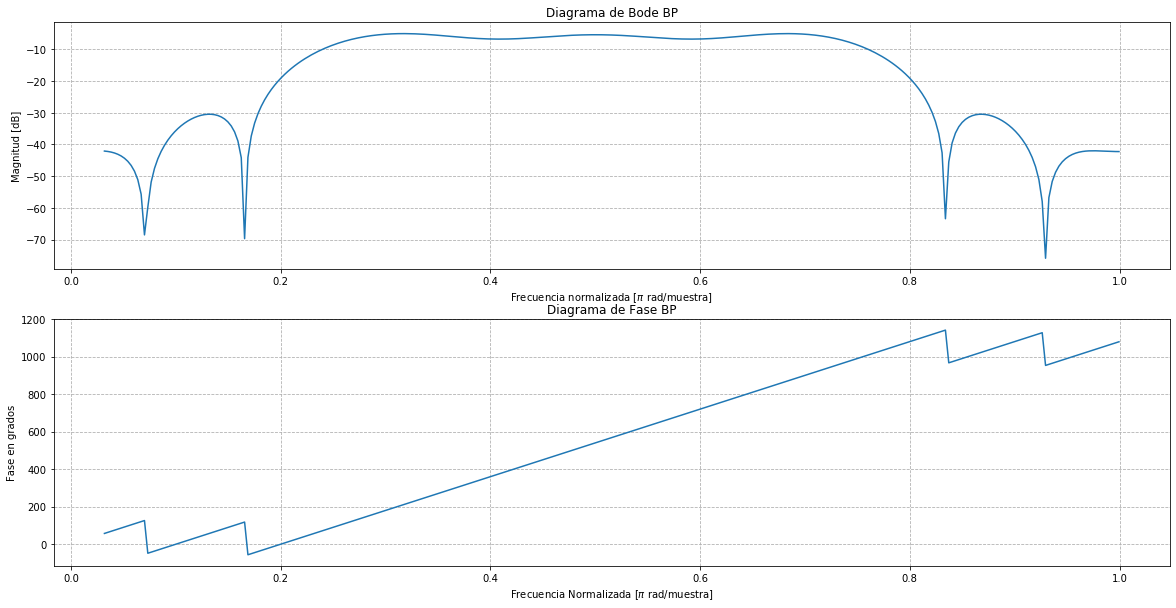 Diagrama de Bode BP
Magnitud [dB]
−10
−20
−30
−40
−50
−60
−70
0.0 0.2 0.4 0.6 0.8 1.0
Frecuencia normalizada [π rad/muestra]
Diagrama de Fase BP
Fase en grados
1200
1000
800
600
400
200
0
0.0 0.2 0.4 0.6 0.8 1.0
Frecuencia Normalizada [π rad/muestra]